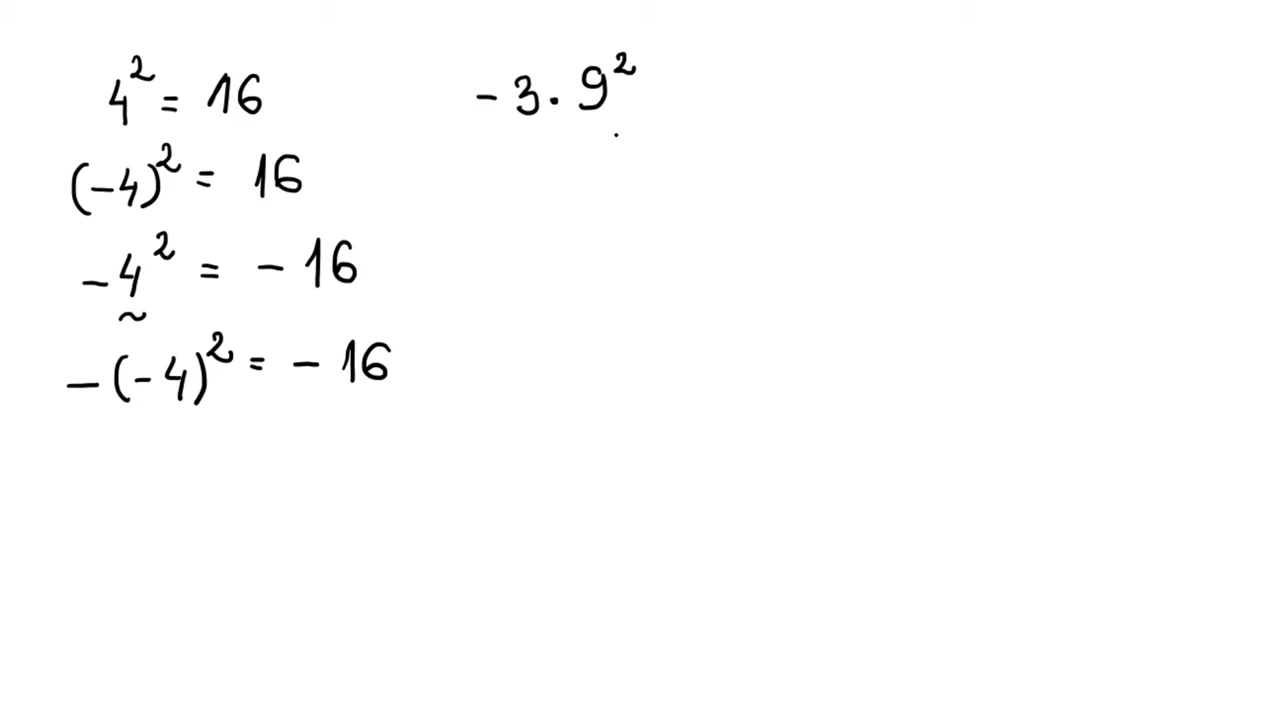 4² = 16
(-4)² = 16
-4² = -16
~
-(-4)² = -16
-3 · 9²